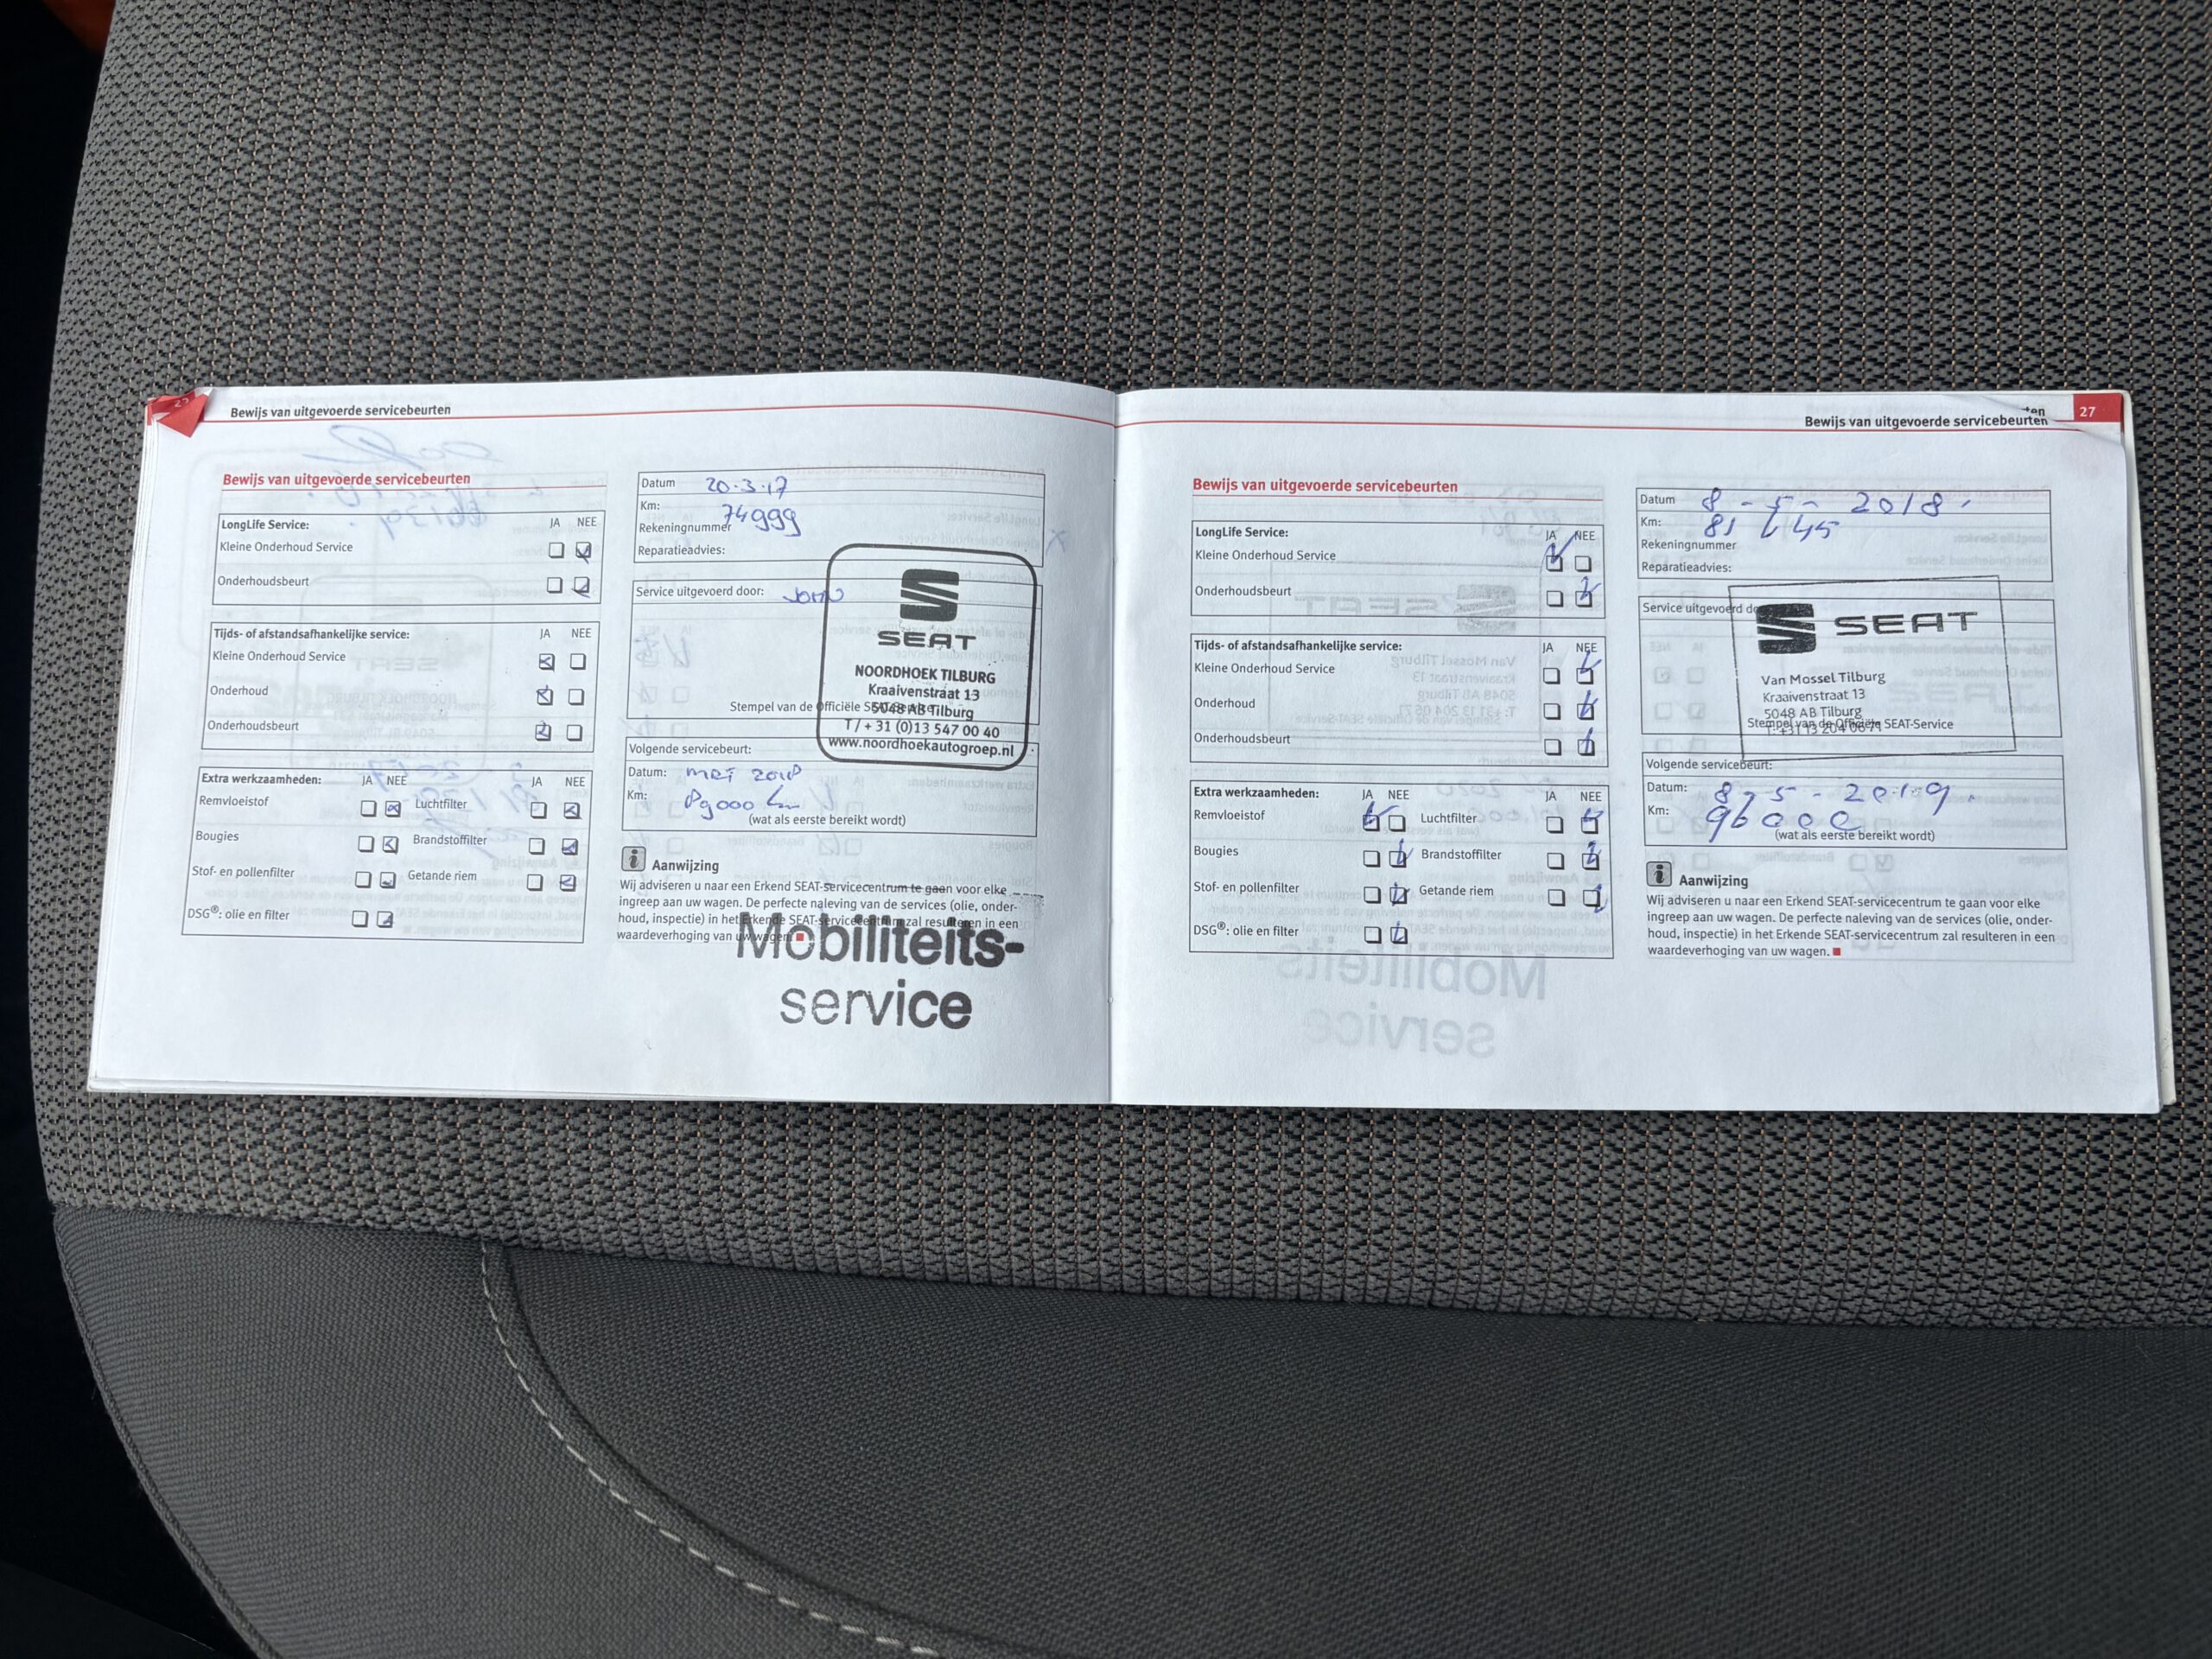 Bewijs van uitgevoerde servicebeurten
Bewijs van uitgevoerde servicebeurten
LongLife Service: JA NEE
Kleine Onderhoud Service
Onderhoudsbeurt
Tijds- of afstandsafhankelijke service: JA NEE
Kleine Onderhoud Service
Onderhoud
Onderhoudsbeurt
Extra werkzaamheden: JA NEE JA NEE
Remvloeistof Luchtfilter
Bougies Brandstoffilter
Stof- en pollenfilter Getande riem
DSG®: olie en filter
Datum 20.3.17
Km: 74999
Rekeningnummer
Reparatieadvies:
Service uitgevoerd door: John
SEAT
NOORDHOEK TILBURG
Kraaivenstraat 13
5048 AB Tilburg
T / + 31 (0)13 547 00 40
www.noordhoekautogroep.nl
Stempel van de Officiële
Volgende servicebeurt:
Datum: mei 2018
Km: 89000 km
(wat als eerste bereikt wordt)
Aanwijzing
Wij adviseren u naar een Erkend SEAT-servicecentrum te gaan voor elke
ingreep aan uw wagen. De perfecte naleving van de services (olie, onder-
houd, inspectie) in het Erkende SEAT-servicecentrum zal resulteren in een
waardeverhoging van uw wagen.
Mobiliteits-
service
27
Bewijs van uitgevoerde servicebeurten
Bewijs van uitgevoerde servicebeurten
LongLife Service: JA NEE
Kleine Onderhoud Service
Onderhoudsbeurt
Tijds- of afstandsafhankelijke service: JA NEE
Kleine Onderhoud Service
Onderhoud
Onderhoudsbeurt
Extra werkzaamheden: JA NEE JA NEE
Remvloeistof Luchtfilter
Bougies Brandstoffilter
Stof- en pollenfilter Getande riem
DSG®: olie en filter
Datum 8 - 5 - 2018
Km: 81
Rekeningnummer
Reparatieadvies:
Service uitgevoerd
SEAT
Van Mossel Tilburg
Kraaivenstraat 13
5048 AB Tilburg
Stempel van de Officiële SEAT-Service
Volgende servicebeurt:
Datum: 8 - 5 - 2019
Km: 96000
(wat als eerste bereikt wordt)
Aanwijzing
Wij adviseren u naar een Erkend SEAT-servicecentrum te gaan voor elke
ingreep aan uw wagen. De perfecte naleving van de services (olie, onder-
houd, inspectie) in het Erkende SEAT-servicecentrum zal resulteren in een
waardeverhoging van uw wagen.